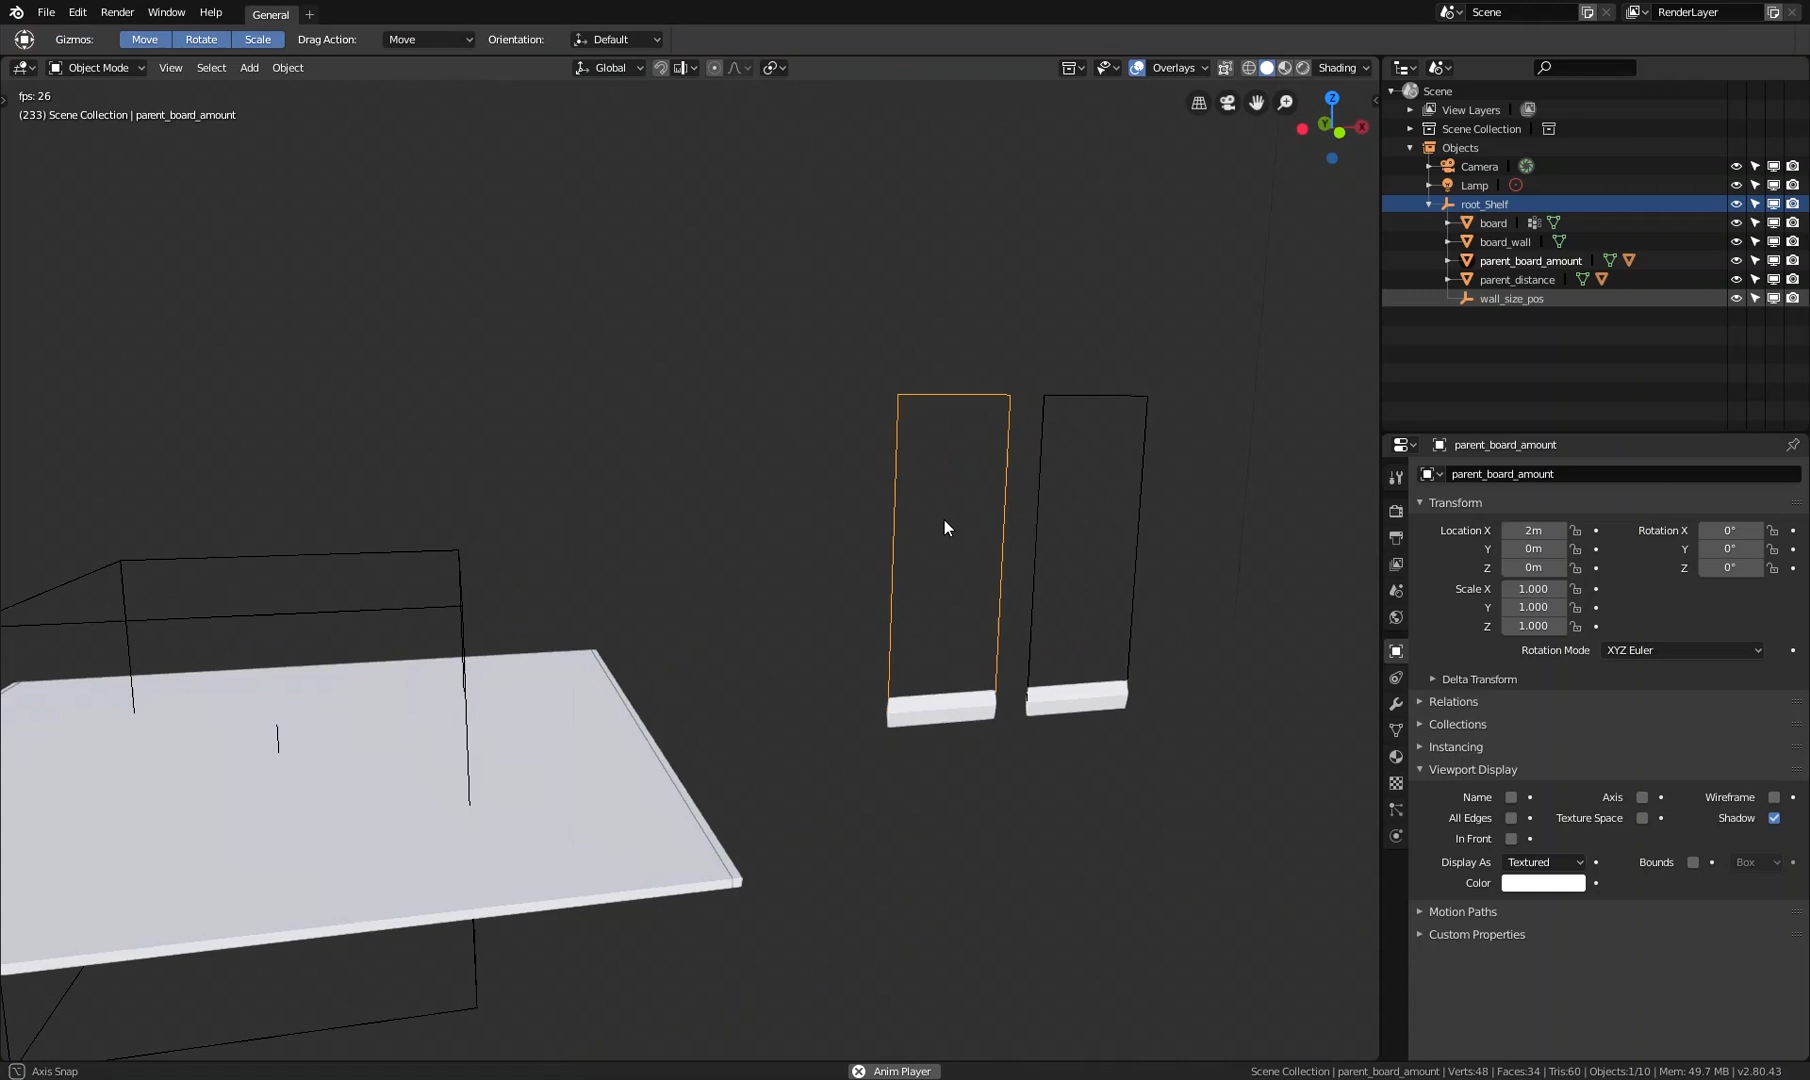 File Edit Render Window Help General + Scene RenderLayer
Gizmos: Move Rotate Scale Drag Action: Move Orientation: Default
Object Mode View Select Add Object Global Overlays Shading
fps: 26
(233) Scene Collection | parent_board_amount
Z
Y
X
Scene
View Layers
Scene Collection
Objects
Camera
Lamp
root_Shelf
board
board_wall
parent_board_amount
parent_distance
wall_size_pos
parent_board_amount
parent_board_amount
Transform
Location X 2m Rotation X 0°
Y 0m Y 0°
Z 0m Z 0°
Scale X 1.000
Y 1.000
Z 1.000
Rotation Mode XYZ Euler
Delta Transform
Relations
Collections
Instancing
Viewport Display
Name Axis Wireframe
All Edges Texture Space Shadow
In Front
Display As Textured Bounds Box
Color
Motion Paths
Custom Properties
Axis Snap Anim Player Scene Collection | parent_board_amount | Verts:48 | Faces:34 | Tris:60 | Objects:1/10 | Mem: 49.7 MB | v2.80.43